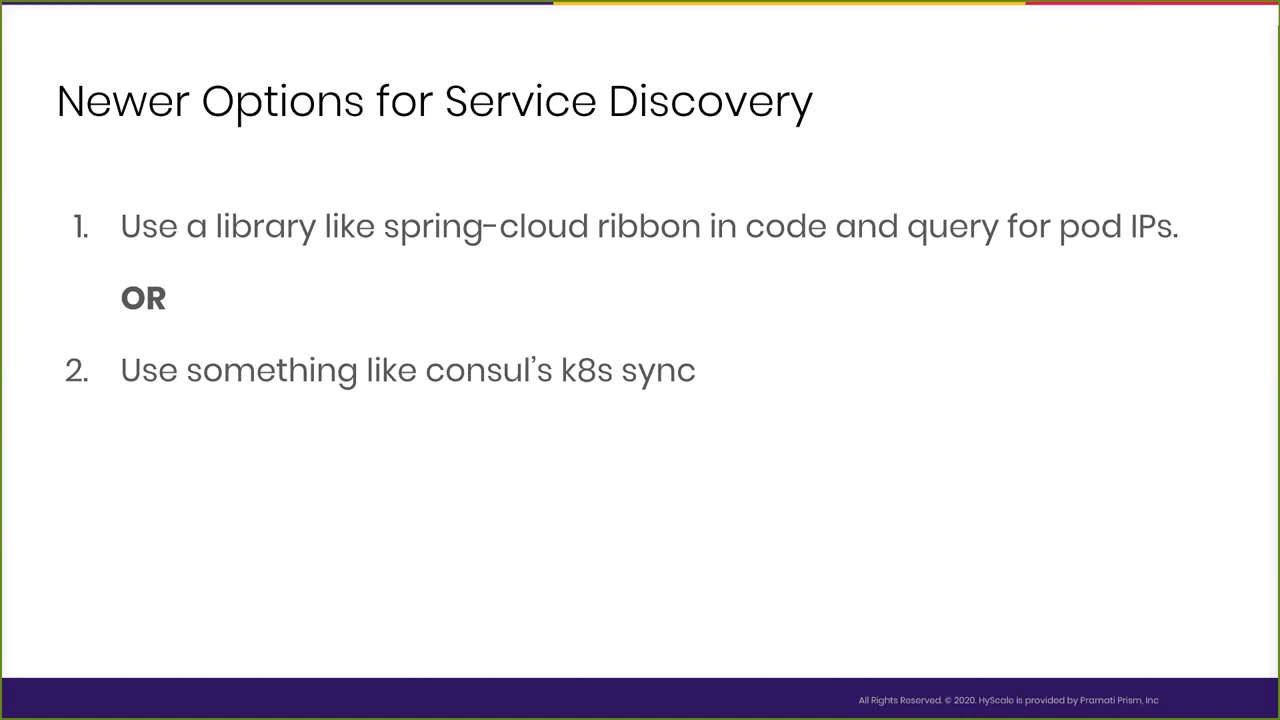 Newer Options for Service Discovery
1. Use a library like spring-cloud ribbon in code and query for pod IPs.
OR
2. Use something like consul’s k8s sync
All Rights Reserved. © 2020. HyScale is provided by Pramati Prism, Inc